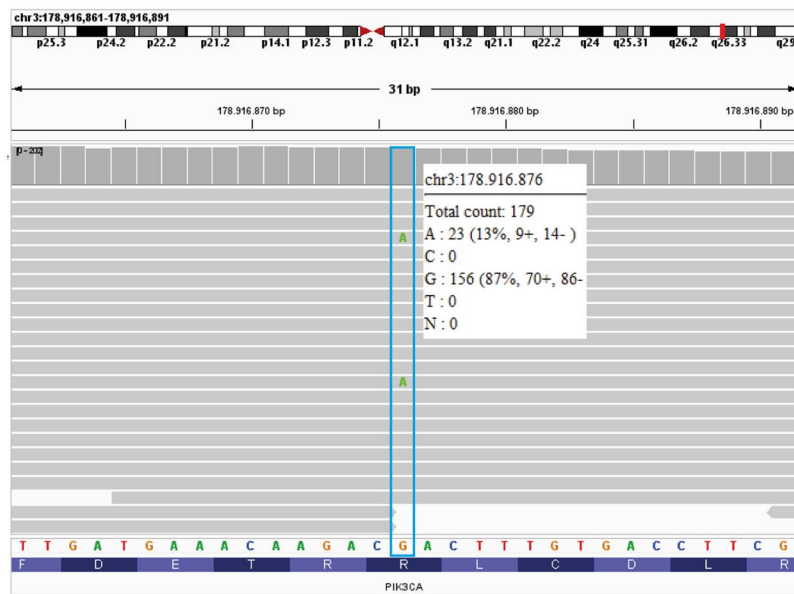 chr3:178,916,861-178,916,891
p25.3 p24.2 p22.2 p21.2 p14.1 p12.3 p11.2 q12.1 q13.2 q21.1 q22.2 q24 q25.31 q26.2 q26.33 q29
31 bp
178.916.870 bp 178.916.880 bp 178.916.890 bp
[0-202]
chr3:178.916.876
Total count: 179
A : 23 (13%, 9+, 14- )
C : 0
G : 156 (87%, 70+, 86-
T : 0
N : 0
A
A
T T G A T G A A A C A A G A C G A C T T T G T G A C C T T C G
F D E T R R L C D L R
PIK3CA